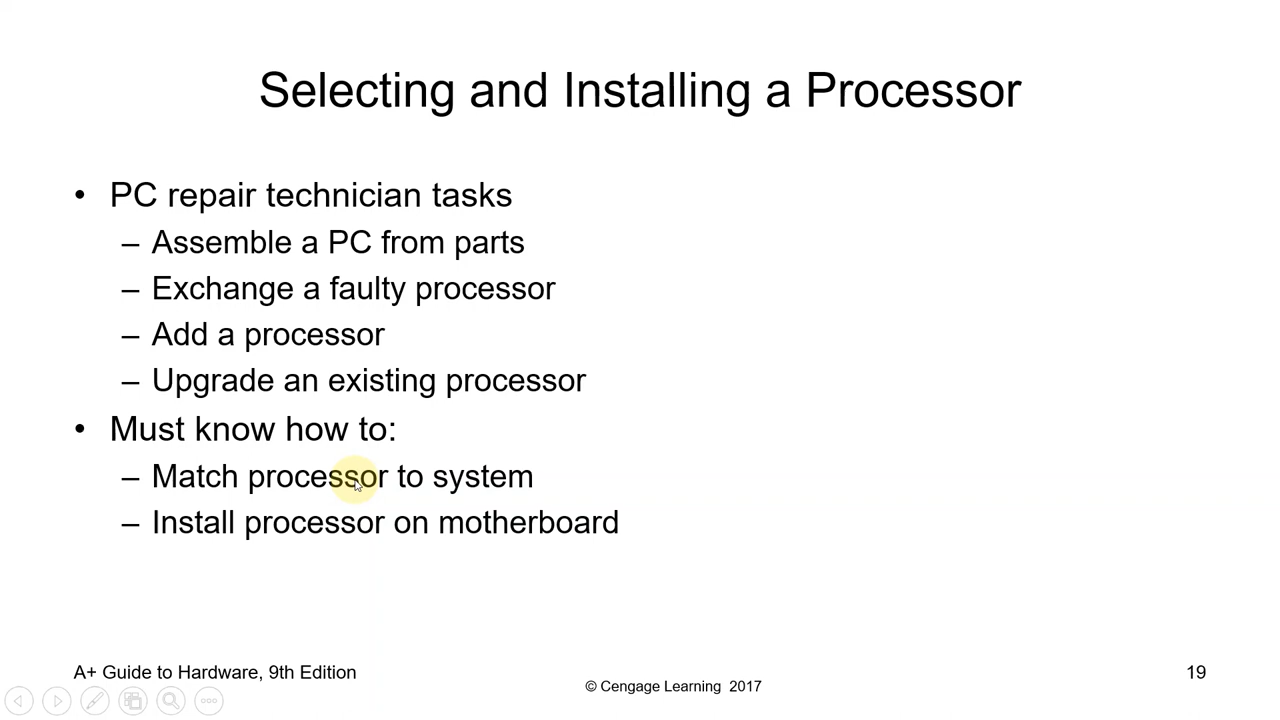 Selecting and Installing a Processor
• PC repair technician tasks
– Assemble a PC from parts
– Exchange a faulty processor
– Add a processor
– Upgrade an existing processor
• Must know how to:
– Match processor to system
– Install processor on motherboard
A+ Guide to Hardware, 9th Edition
© Cengage Learning 2017
19